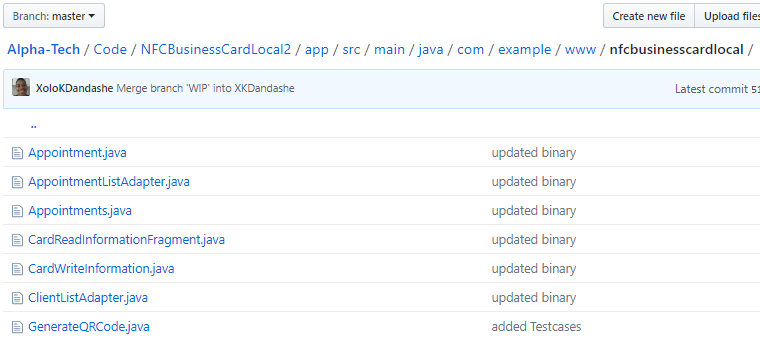 Branch: master
Create new file
Upload files
Alpha-Tech / Code / NFCBusinessCardLocal2 / app / src / main / java / com / example / www / nfcbusinesscardlocal /
XoloKDandashe Merge branch 'WIP' into XKDandashe
Latest commit 51
..
Appointment.java updated binary
AppointmentListAdapter.java updated binary
Appointments.java updated binary
CardReadInformationFragment.java updated binary
CardWriteInformation.java updated binary
ClientListAdapter.java updated binary
GenerateQRCode.java added Testcases